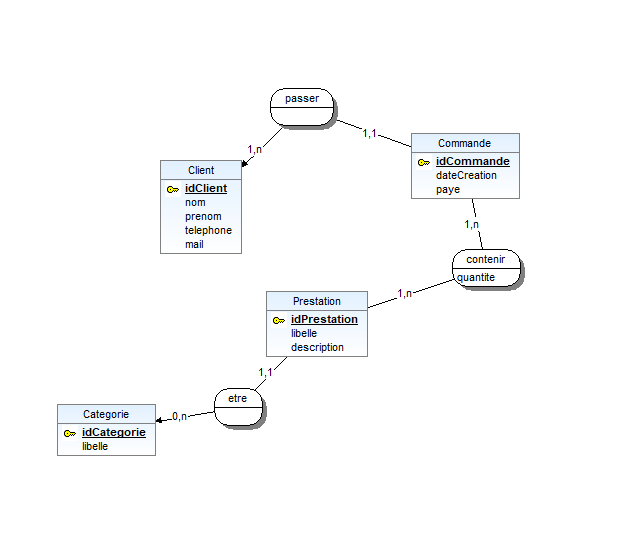 passer
1,n
1,1
Commande
idCommande
dateCreation
paye
Client
idClient
nom
prenom
telephone
mail
1,n
contenir
quantite
1,n
Prestation
idPrestation
libelle
description
1,1
etre
0,n
Categorie
idCategorie
libelle